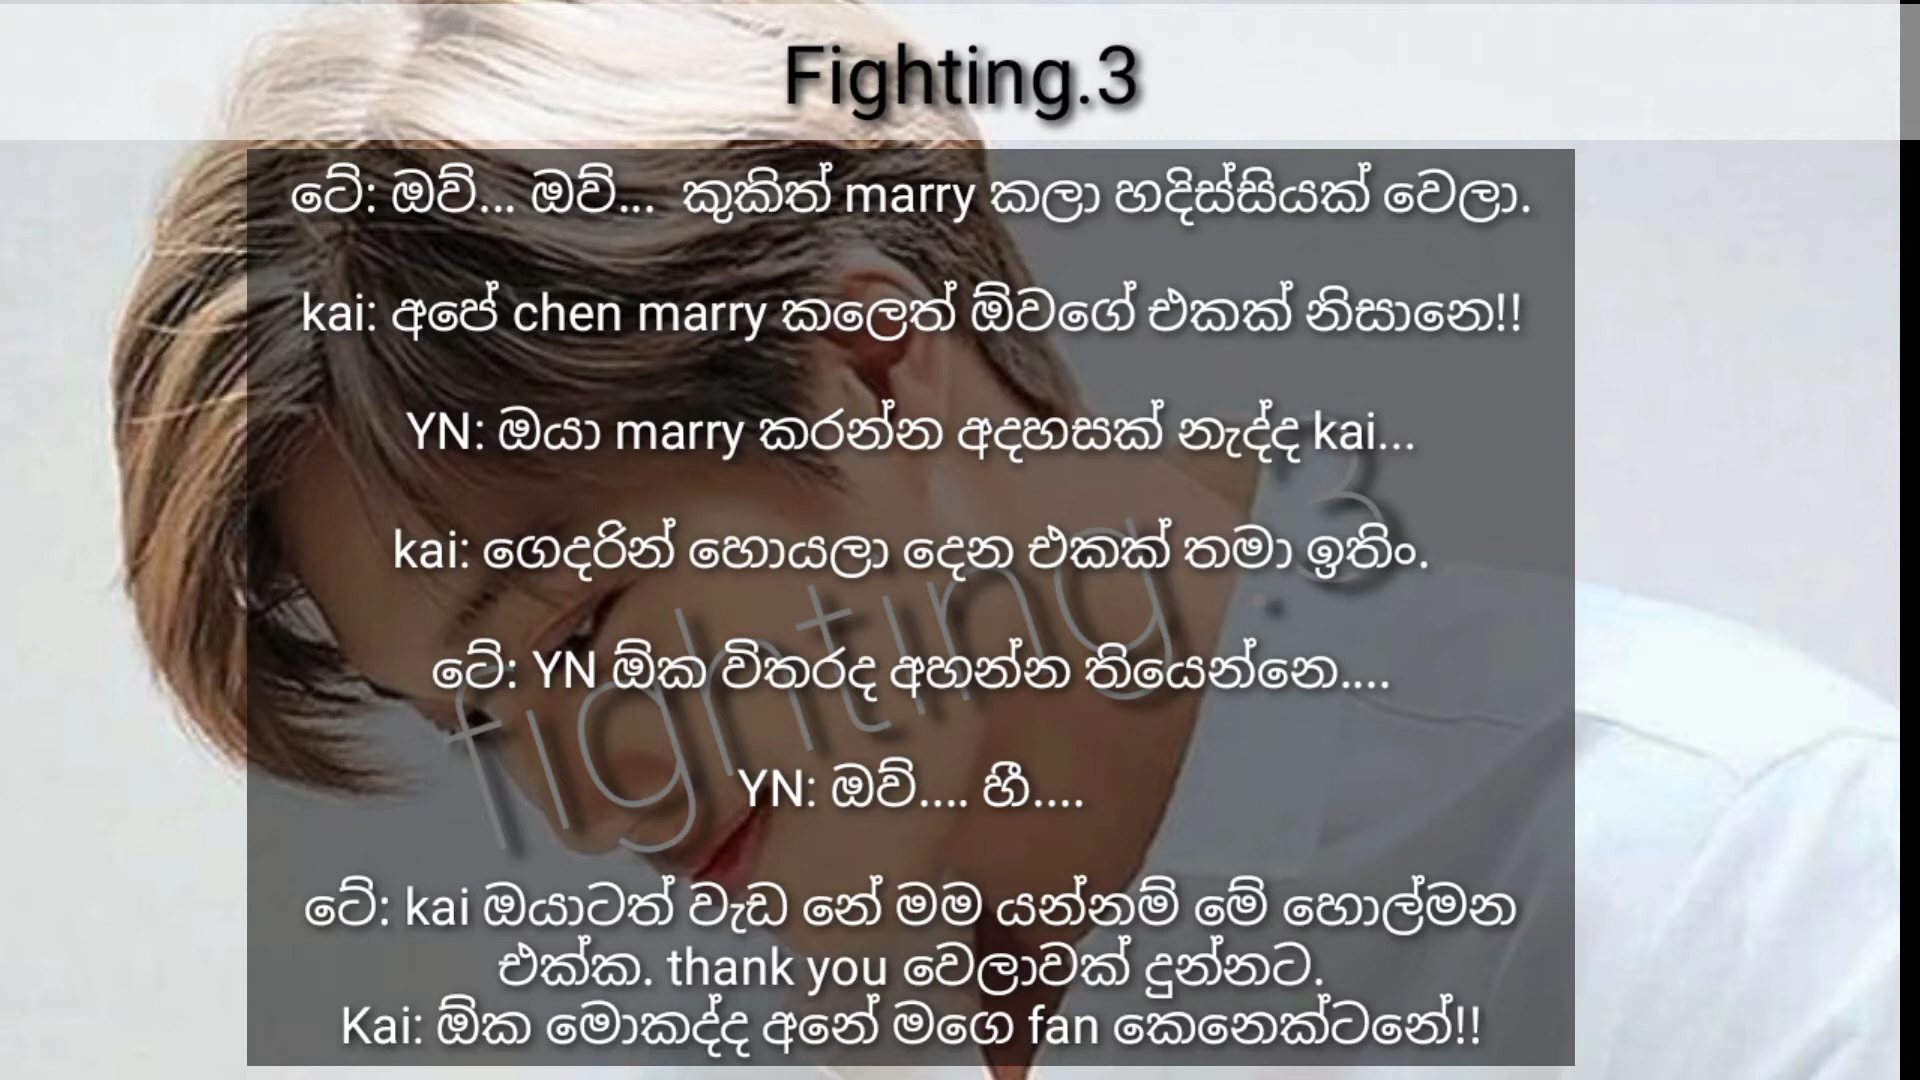 Fighting.3
ටේ: ඔව්... ඔව්... කුකිත් marry කලා හදිස්සියක් වෙලා.
kai: අපේ chen marry කලෙත් ඕවගේ එකක් නිසානෙ!!
YN: ඔයා marry කරන්න අදහසක් නැද්ද kai...
kai: ගෙදරින් හොයලා දෙන එකක් තමා ඉතිං.
ටේ: YN ඕක විතරද අහන්න තියෙන්නෙ....
YN: ඔව්.... හී....
ටේ: kai ඔයාටත් වැඩ නේ මම යන්නම් මේ හොල්මන
එක්ක. thank you වෙලාවක් දුන්නට.
Kai: ඕක මොකද්ද අනේ මගෙ fan කෙනෙක්ටනේ!!
fighting :3